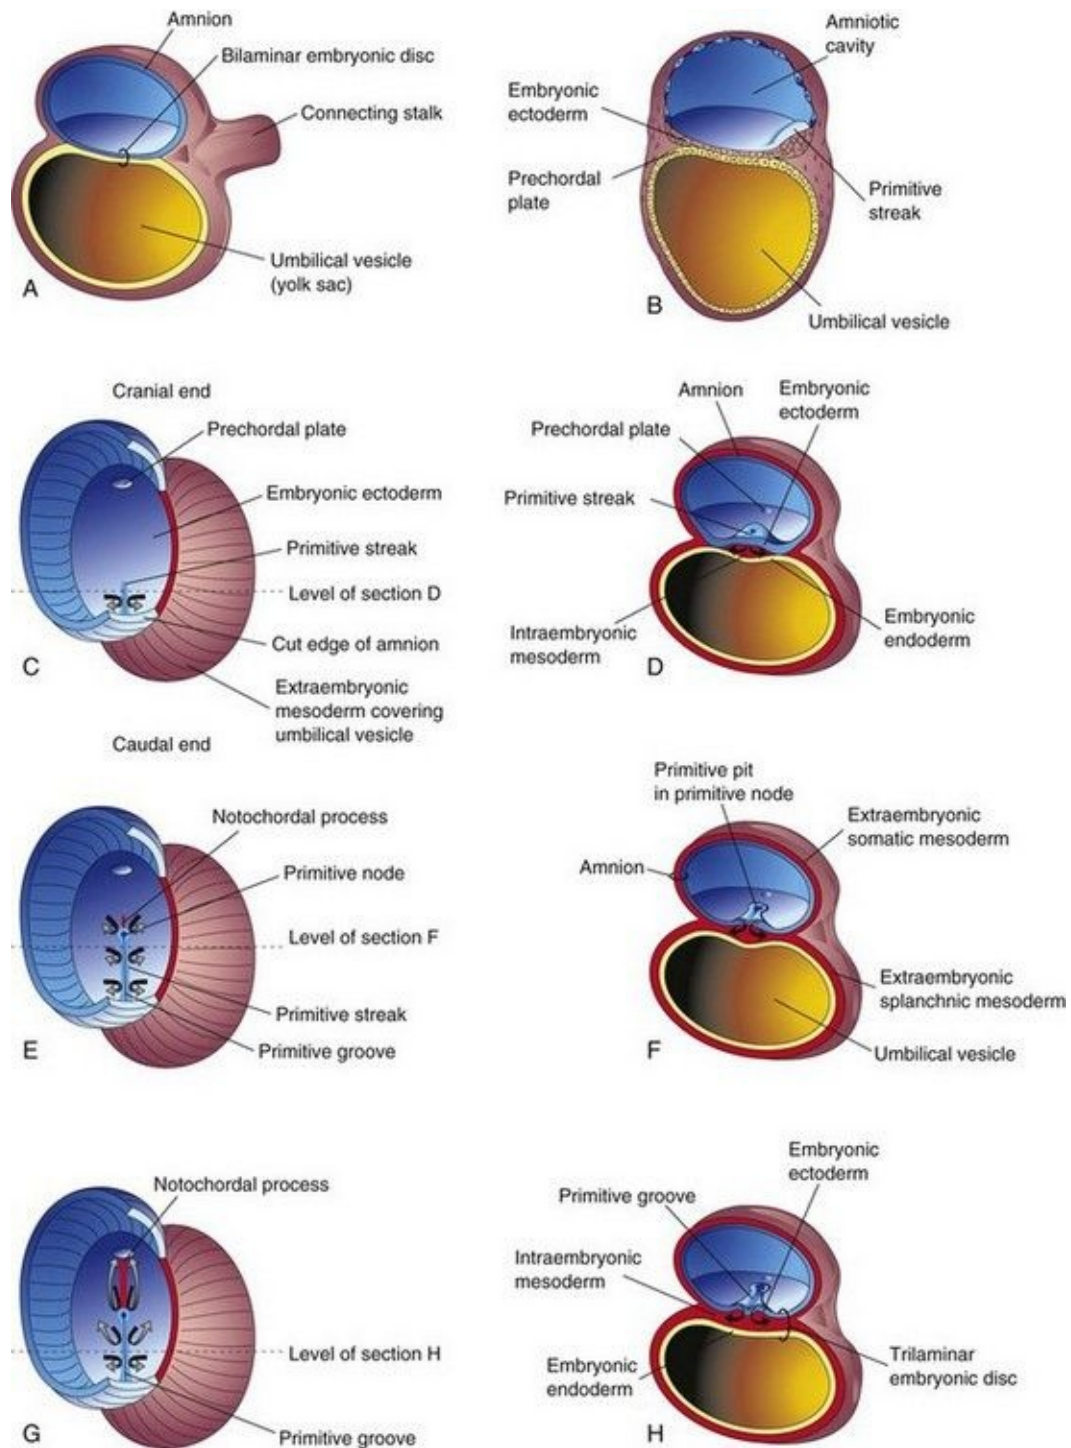 Amnion
Bilaminar embryonic disc
Connecting stalk
Umbilical vesicle
(yolk sac)
A
Amniotic
cavity
Embryonic
ectoderm
Prechordal
plate
Primitive
streak
Umbilical vesicle
B
Cranial end
Prechordal plate
Embryonic ectoderm
Primitive streak
Level of section D
Cut edge of amnion
Extraembryonic
mesoderm covering
umbilical vesicle
C
Caudal end
Amnion
Embryonic
ectoderm
Prechordal plate
Primitive streak
Intraembryonic
mesoderm
Embryonic
endoderm
D
Notochordal process
Primitive node
Level of section F
Primitive streak
Primitive groove
E
Primitive pit
in primitive node
Extraembryonic
somatic mesoderm
Amnion
Extraembryonic
splanchnic mesoderm
Umbilical vesicle
F
Notochordal process
Level of section H
Primitive groove
G
Embryonic
ectoderm
Primitive groove
Intraembryonic
mesoderm
Embryonic
endoderm
Trilaminar
embryonic disc
H